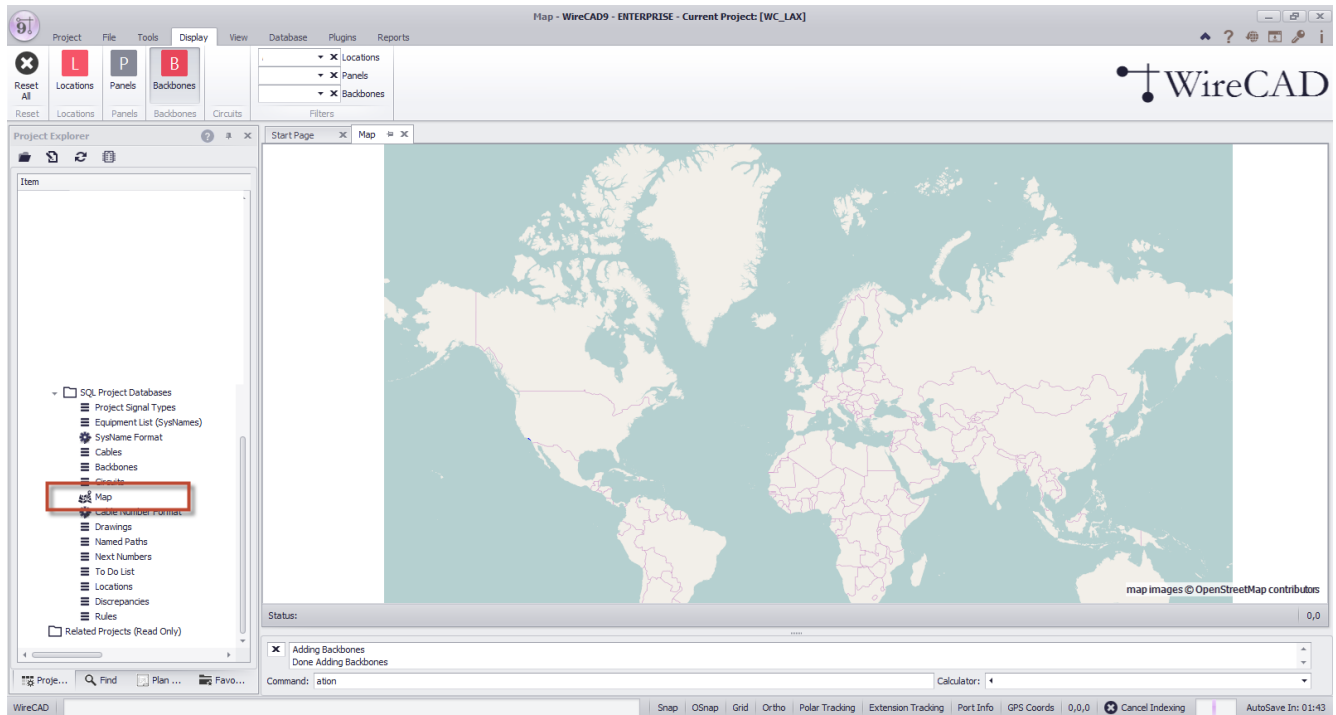 Map - WireCAD9 - ENTERPRISE - Current Project: [WC_LAX]
9
Project File Tools Display View Database Plugins Reports
L P B
Reset All
Locations
Panels
Backbones
Locations
Panels
Backbones
Reset Locations Panels Backbones Circuits Filters
WireCAD
Project Explorer
Start Page
Map
Item
SQL Project Databases
Project Signal Types
Equipment List (SysNames)
SysName Format
Cables
Backbones
Circuits
Map
Cable Number Format
Drawings
Named Paths
Next Numbers
To Do List
Locations
Discrepancies
Rules
Related Projects (Read Only)
Proje... Find Plan ... Favo...
map images © OpenStreetMap contributors
Status: 0,0
Adding Backbones
Done Adding Backbones
Command: ation Calculator:
WireCAD Snap OSnap Grid Ortho Polar Tracking Extension Tracking Port Info GPS Coords 0,0,0 Cancel Indexing AutoSave In: 01:43